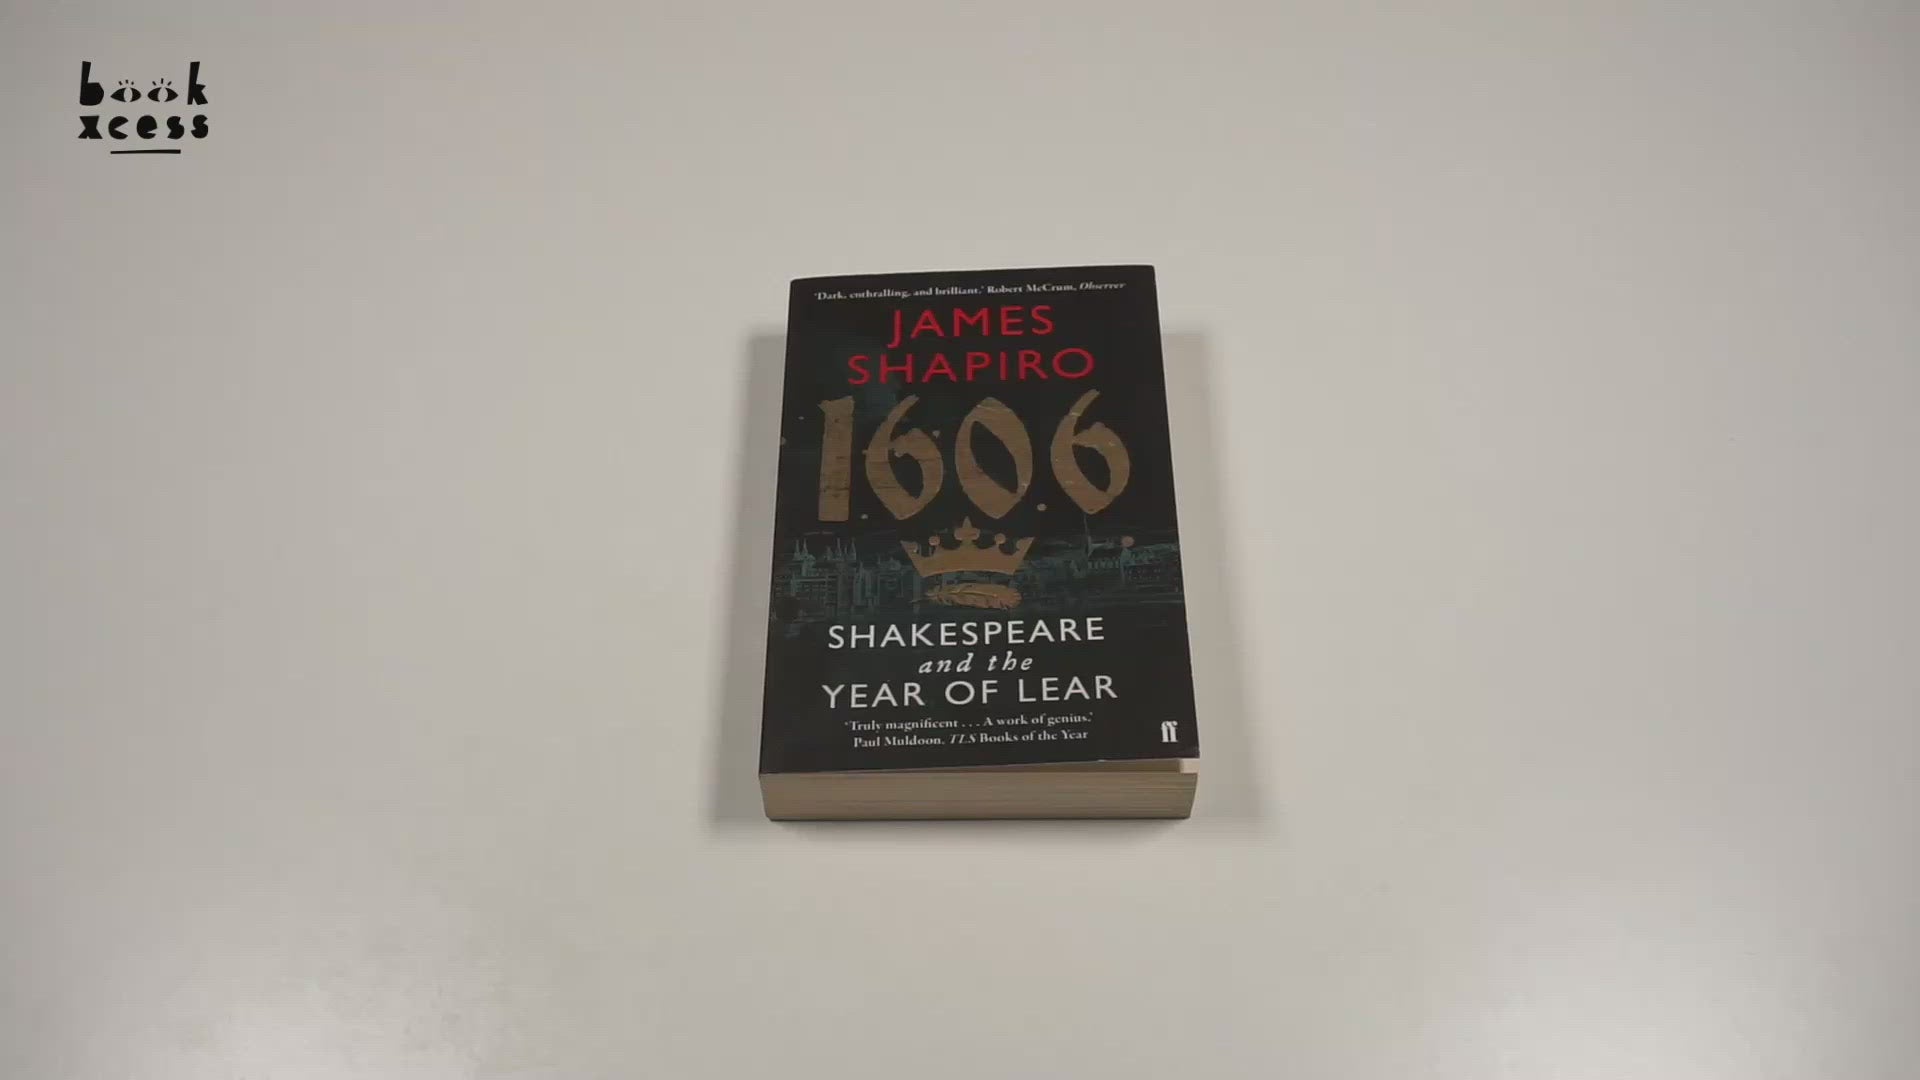 book
xcess
'Dark, enthralling, and brilliant.' Robert McCrum, Observer
JAMES
SHAPIRO
1606
SHAKESPEARE
and the
YEAR OF LEAR
'Truly magnificent . . . A work of genius.'
Paul Muldoon, TLS Books of the Year
ff